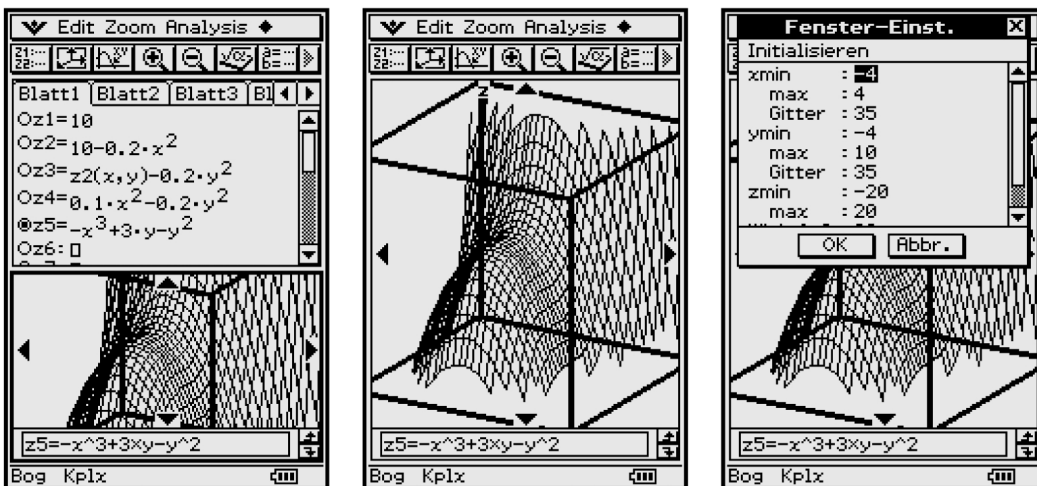 Edit Zoom Analysis ◆
Blatt1 Blatt2 Blatt3 Bl
z1=10
z2=10-0.2·x²
z3=z2(x,y)-0.2·y²
z4=0.1·x²-0.2·y²
z5=-x³+3·y-y²
z6:▯
z5=-x^3+3×y-y^2
Bog Kplx
Edit Zoom Analysis ◆
z
z5=-x^3+3×y-y^2
Bog Kplx
Fenster-Einst. X
Initialisieren
xmin :-4
max :4
Gitter :35
ymin :-4
max :10
Gitter :35
zmin :-20
max :20
OK Abbr.
z5=-x^3+3×y-y^2
Bog Kplx